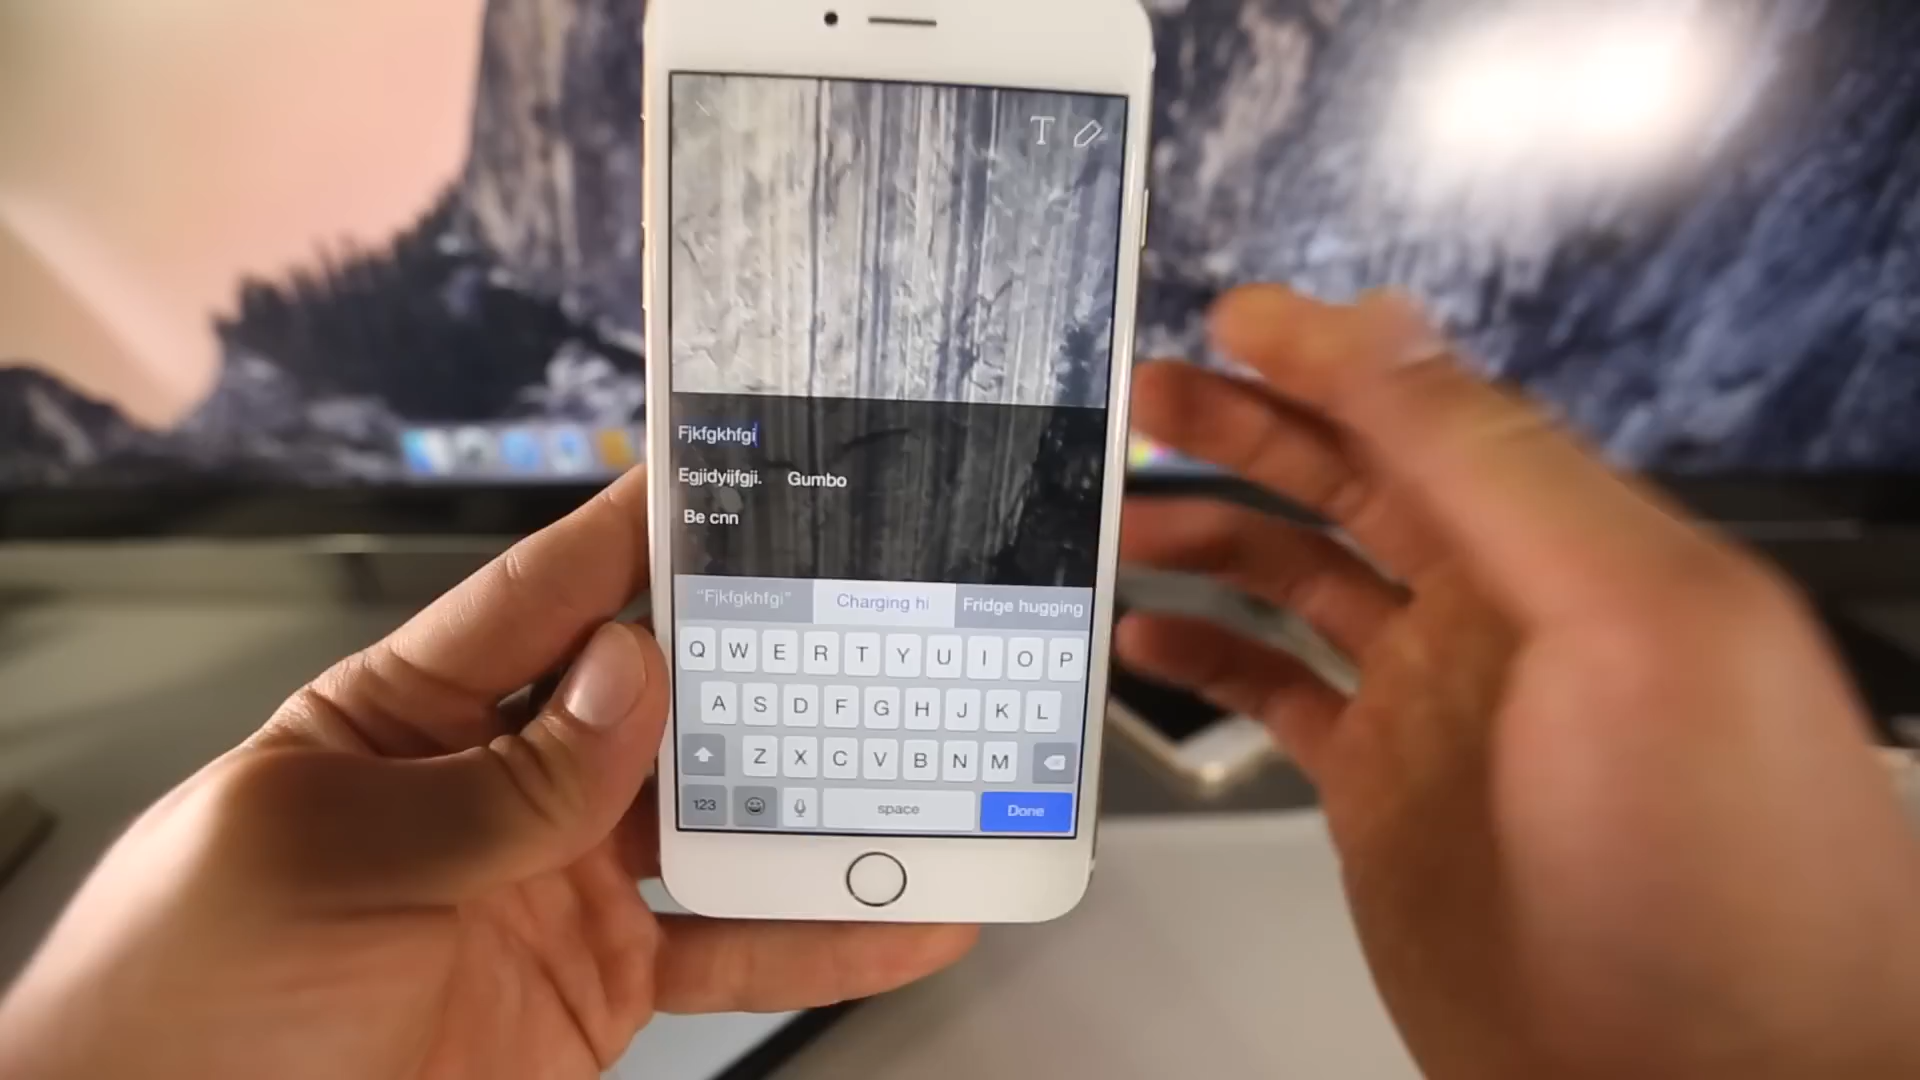 T
Fjkfgkhfgi
Egjidyijfgji. Gumbo
Be cnn
"Fjkfgkhfgi" Charging hi Fridge hugging
Q W E R T Y U I O P
A S D F G H J K L
Z X C V B N M
123 space Done